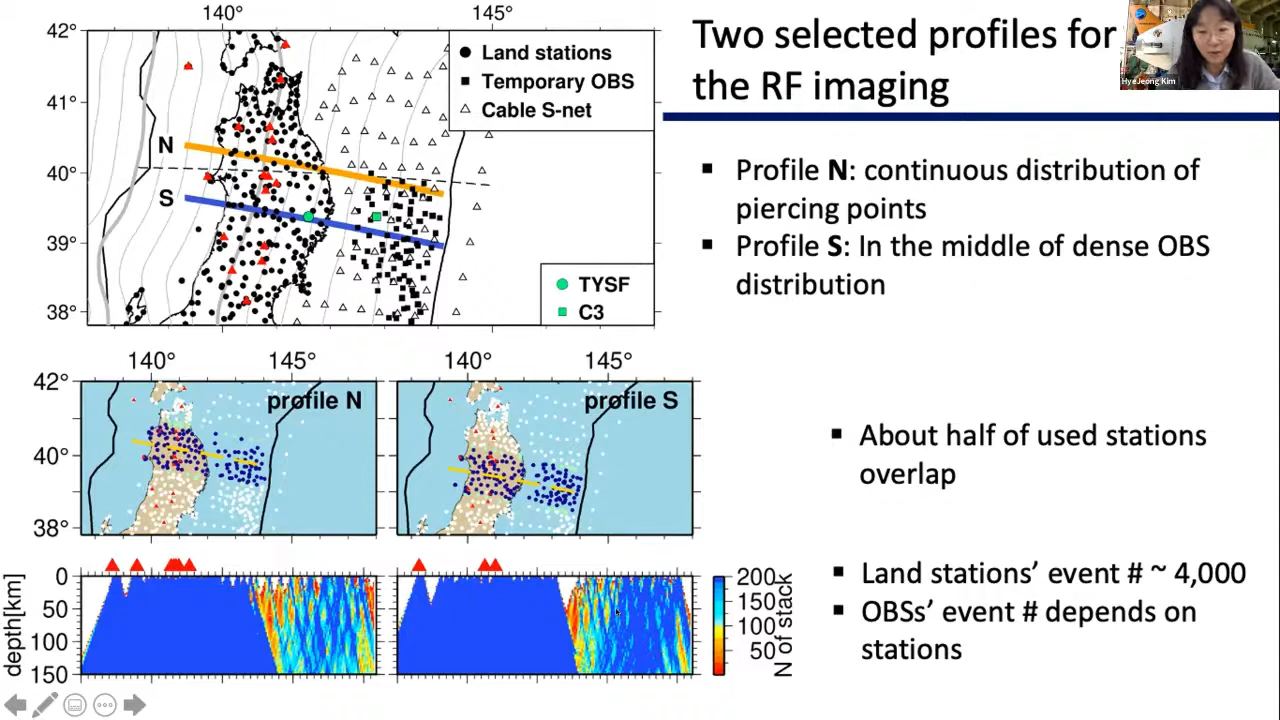 Two selected profiles for
the RF imaging
HyeJeong Kim
140° 145°
42°
41°
40°
39°
38°
Land stations
Temporary OBS
Cable S-net
N
S
TYSF
C3
▪ Profile N: continuous distribution of
piercing points
▪ Profile S: In the middle of dense OBS
distribution
140° 145° 140° 145°
42°
40°
38°
profile N
profile S
▪ About half of used stations
overlap
depth[km]
0
50
100
150
200
150
100
50
N of stack
▪ Land stations’ event # ~ 4,000
▪ OBSs’ event # depends on
stations